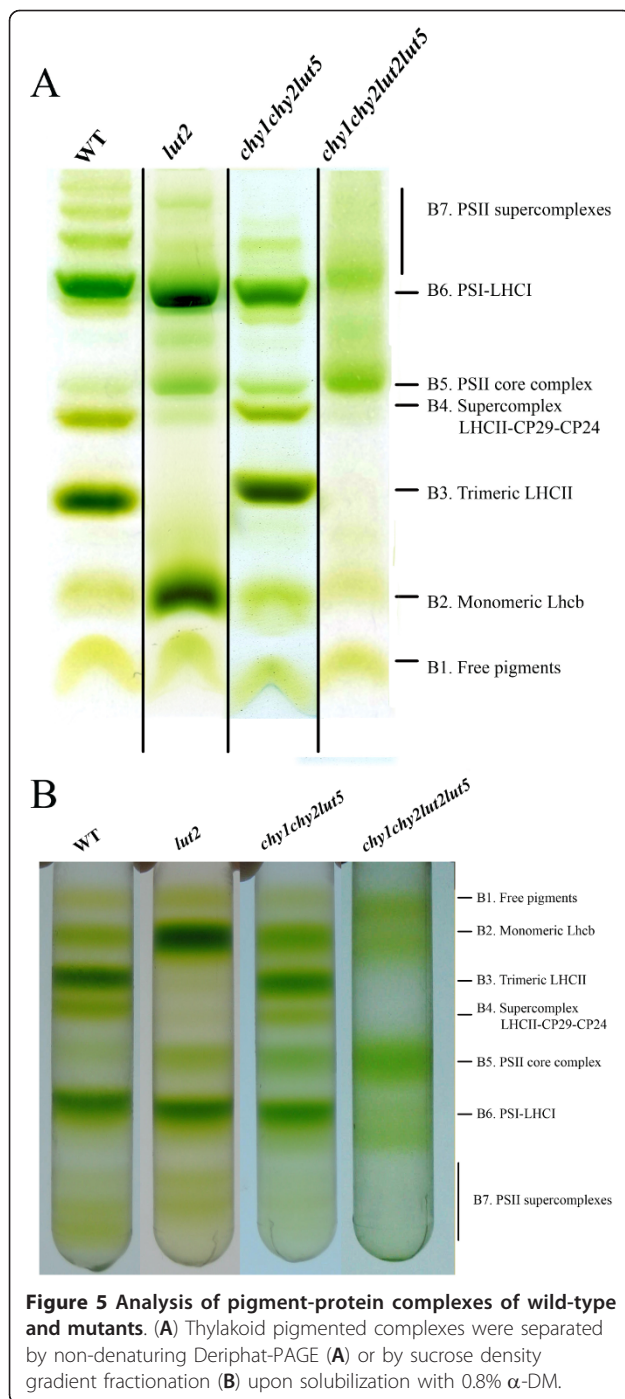 A
WT
lut2
chy1chy2lut5
chy1chy2lut2lut5
B7. PSII supercomplexes
B6. PSI-LHCI
B5. PSII core complex
B4. Supercomplex
LHCII-CP29-CP24
B3. Trimeric LHCII
B2. Monomeric Lhcb
B1. Free pigments
B
WT
lut2
chy1chy2lut5
chy1chy2lut2lut5
B1. Free pigments
B2. Monomeric Lhcb
B3. Trimeric LHCII
B4. Supercomplex
LHCII-CP29-CP24
B5. PSII core complex
B6. PSI-LHCI
B7. PSII supercomplexes
Figure 5 Analysis of pigment-protein complexes of wild-type
and mutants. (A) Thylakoid pigmented complexes were separated
by non-denaturing Deriphat-PAGE (A) or by sucrose density
gradient fractionation (B) upon solubilization with 0.8% α-DM.